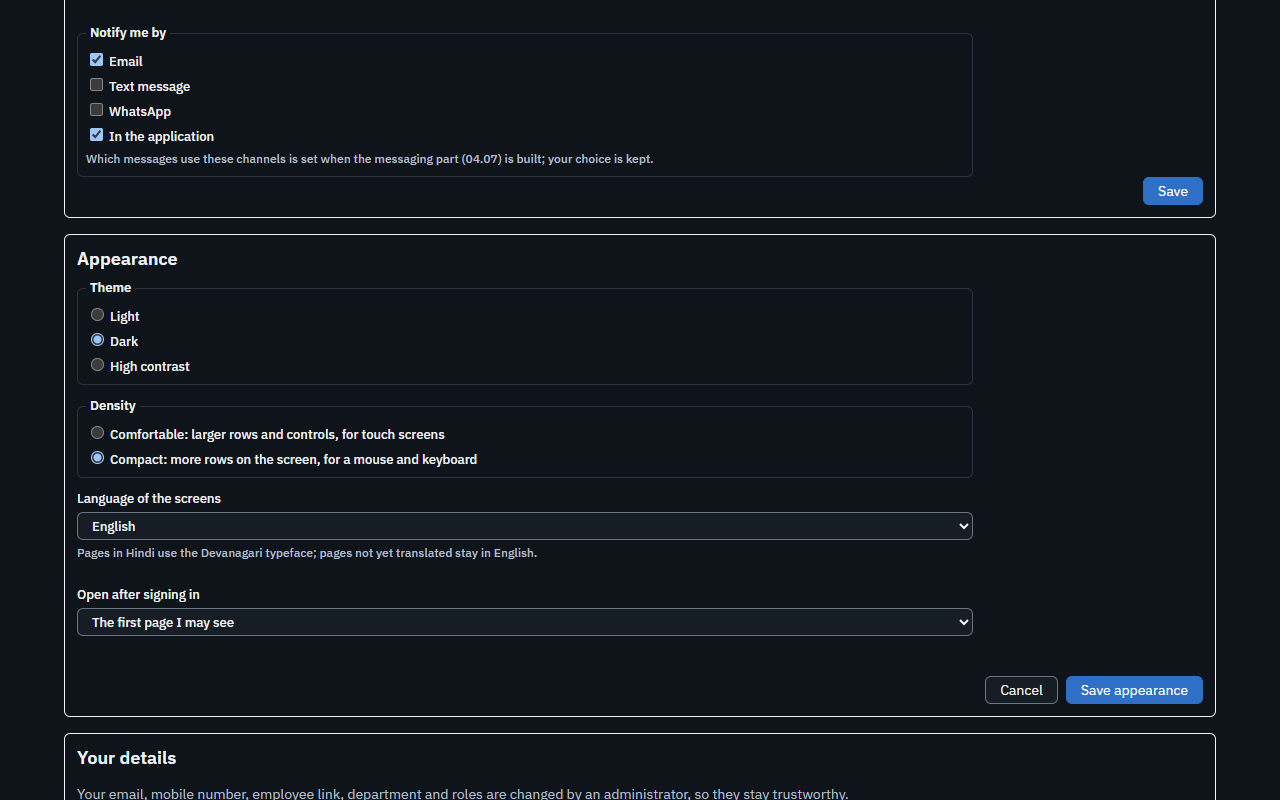 Notify me by
Email
Text message
WhatsApp
In the application
Which messages use these channels is set when the messaging part (04.07) is built; your choice is kept.
Save
Appearance
Theme
Light
Dark
High contrast
Density
Comfortable: larger rows and controls, for touch screens
Compact: more rows on the screen, for a mouse and keyboard
Language of the screens
English
Pages in Hindi use the Devanagari typeface; pages not yet translated stay in English.
Open after signing in
The first page I may see
Cancel
Save appearance
Your details
Your email, mobile number, employee link, department and roles are changed by an administrator, so they stay trustworthy.